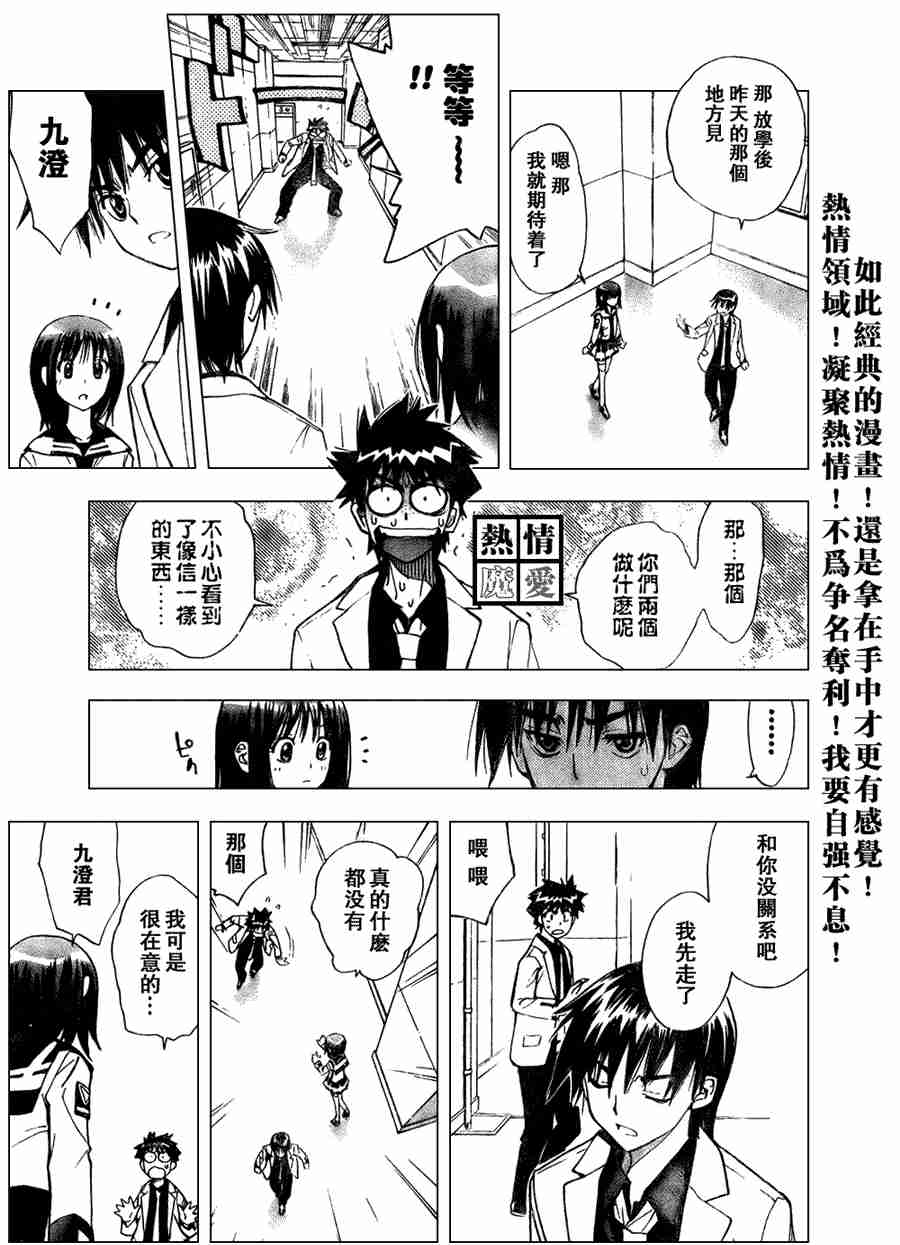 那 放學後
昨天的那個
地方見
嗯 那
我就期待着了
等等~
!!
九澄
那…那個
你們兩個
做什麽呢
熱情
魔愛
不小心看到
了像信一樣
的東西……
……
ピク
和你没關系吧
我先走了
喂
喂
真的什麽
都没有
那個
我可是
很在意的…
九澄君
如此經典的漫畫！還是拿在手中才更有感覺！
熱情領域！凝聚熱情！不爲争名奪利！我要自强不息！